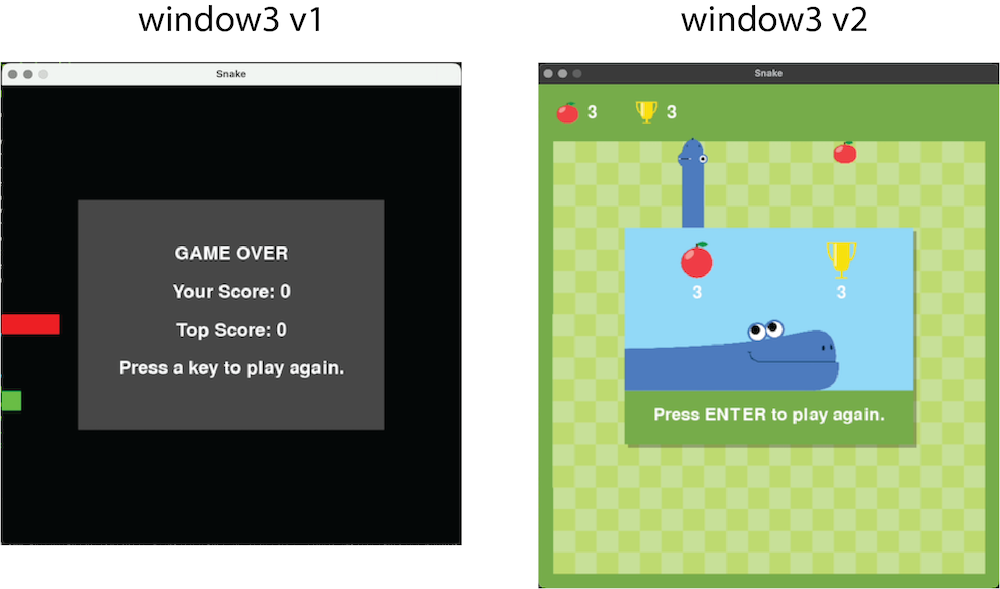 window3 v1
Snake
GAME OVER
Your Score: 0
Top Score: 0
Press a key to play again.
window3 v2
Snake
3 3
3 3
Press ENTER to play again.